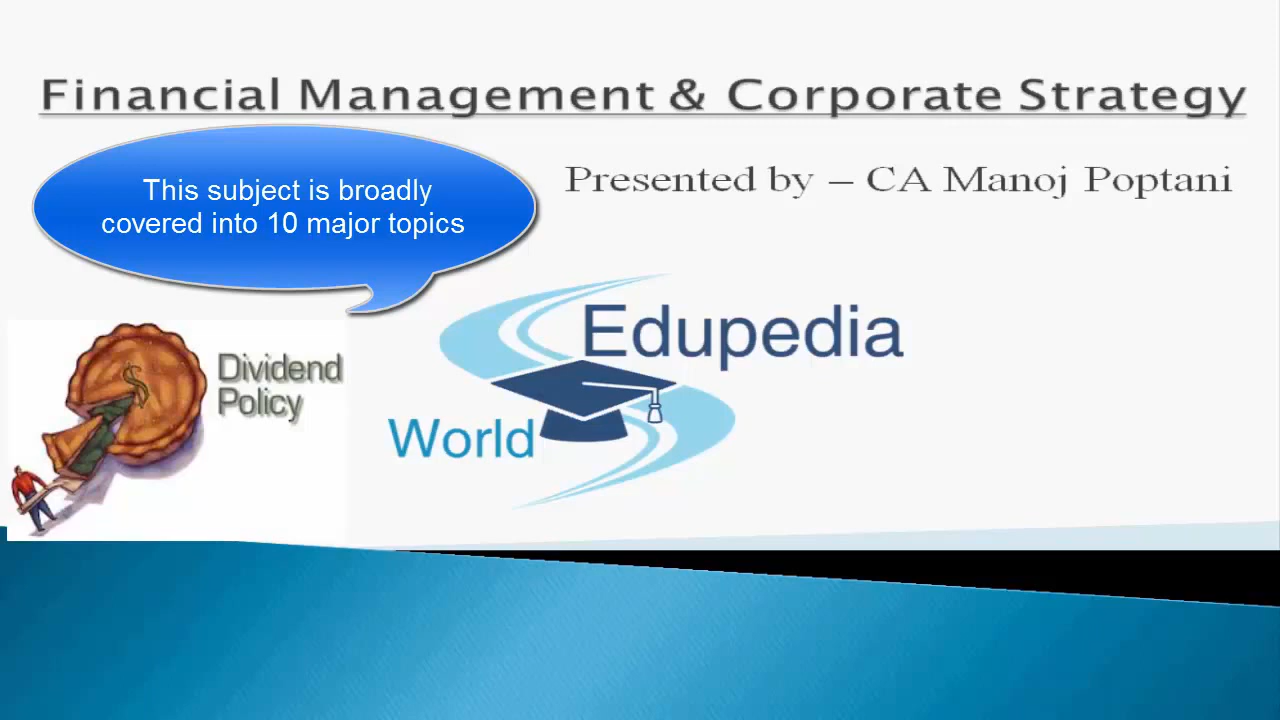 Financial Management & Corporate Strategy
This subject is broadly
covered into 10 major topics
Presented by – CA Manoj Poptani
Dividend
Policy
$
Edupedia
World